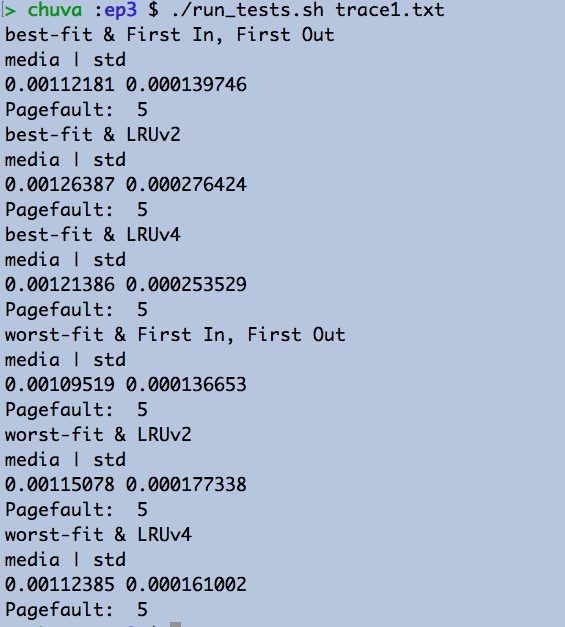 > chuva :ep3 $ ./run_tests.sh trace1.txt
best-fit & First In, First Out
media | std
0.00112181 0.000139746
Pagefault:  5
best-fit & LRUv2
media | std
0.00126387 0.000276424
Pagefault:  5
best-fit & LRUv4
media | std
0.00121386 0.000253529
Pagefault:  5
worst-fit & First In, First Out
media | std
0.00109519 0.000136653
Pagefault:  5
worst-fit & LRUv2
media | std
0.00115078 0.000177338
Pagefault:  5
worst-fit & LRUv4
media | std
0.00112385 0.000161002
Pagefault:  5